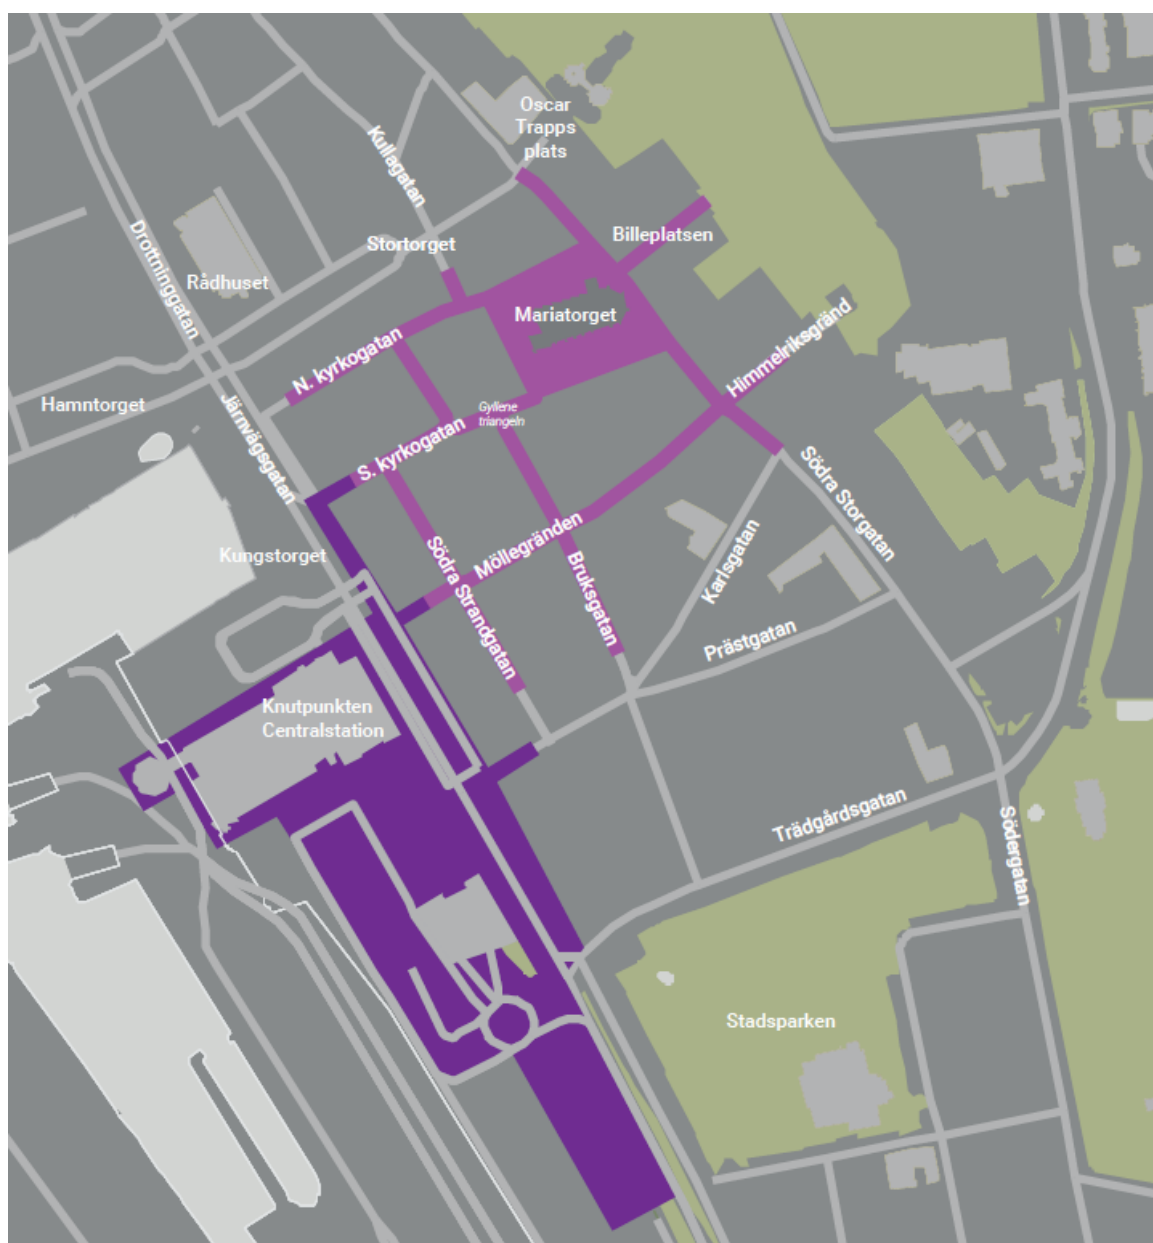 Oscar
Trapps
plats
Kullagatan
Drottninggatan
Stortorget
Billeplatsen
Rådhuset
Mariatorget
Himmelriksgränd
N. kyrkogatan
Hamntorget
Järnvägsgatan
Gyllene
triangeln
S. kyrkogatan
Södra Storgatan
Kungstorget
Möllegränden
Södra Strandgatan
Bruksgatan
Karlsgatan
Prästgatan
Knutpunkten
Centralstation
Trädgårdsgatan
Södergatan
Stadsparken